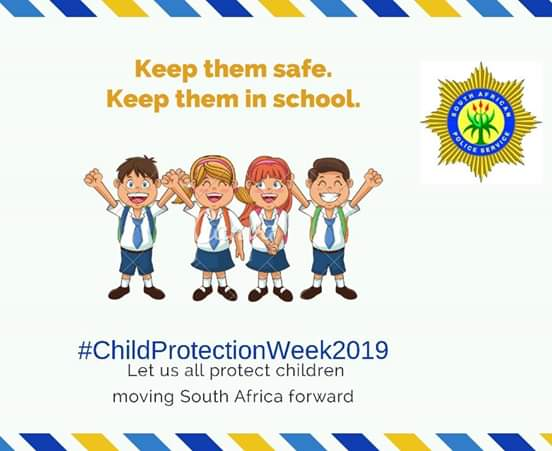 Keep them safe.
Keep them in school.
SOUTH AFRICAN
POLICE SERVICE
#ChildProtectionWeek2019
Let us all protect children
moving South Africa forward